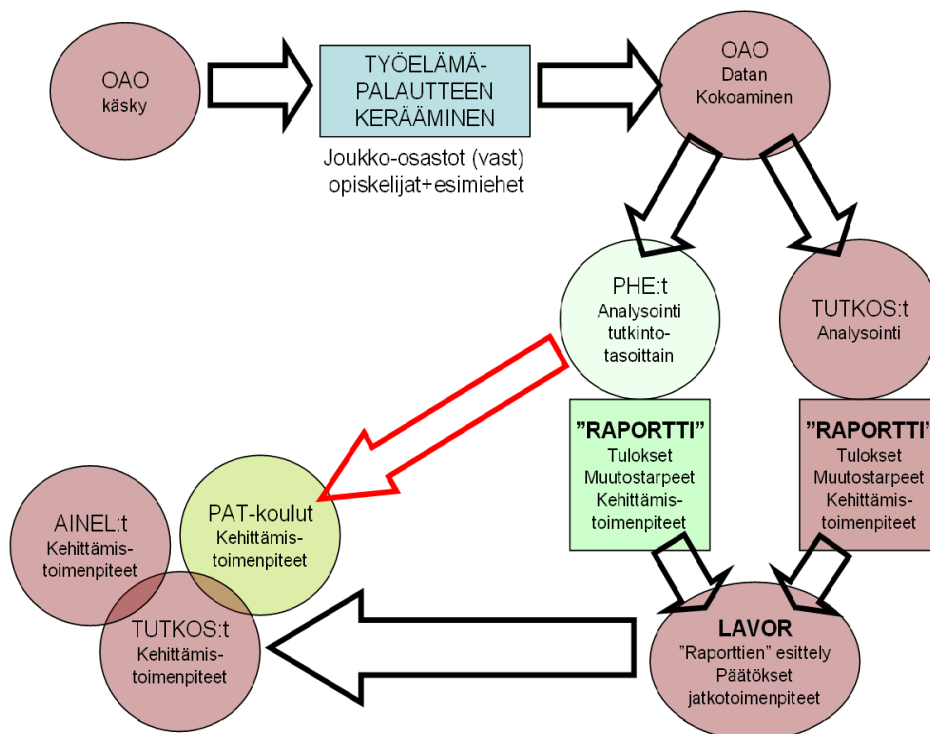 OAO
käsky
TYÖELÄMÄ-
PALAUTTEEN
KERÄÄMINEN
Joukko-osastot (vast)
opiskelijat+esimiehet
OAO
Datan
Kokoaminen
PHE:t
Analysointi
tutkinto-
tasoittain
TUTKOS:t
Analysointi
"RAPORTTI"
Tulokset
Muutostarpeet
Kehittämis-
toimenpiteet
"RAPORTTI"
Tulokset
Muutostarpeet
Kehittämis-
toimenpiteet
AINEL:t
Kehittämis-
toimenpiteet
PAT-koulut
Kehittämis-
toimenpiteet
TUTKOS:t
Kehittämis-
toimenpiteet
LAVOR
"Raporttien" esittely
Päätökset
jatkotoimenpiteet